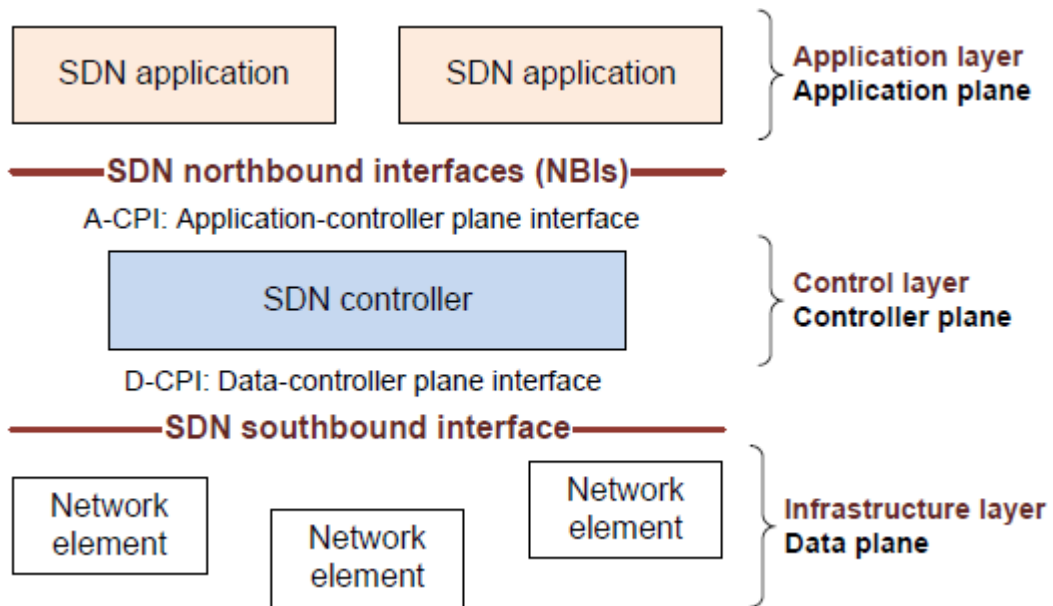 SDN application
SDN application
Application layer
Application plane
SDN northbound interfaces (NBIs)
A-CPI: Application-controller plane interface
SDN controller
Control layer
Controller plane
D-CPI: Data-controller plane interface
SDN southbound interface
Network
element
Network
element
Network
element
Infrastructure layer
Data plane